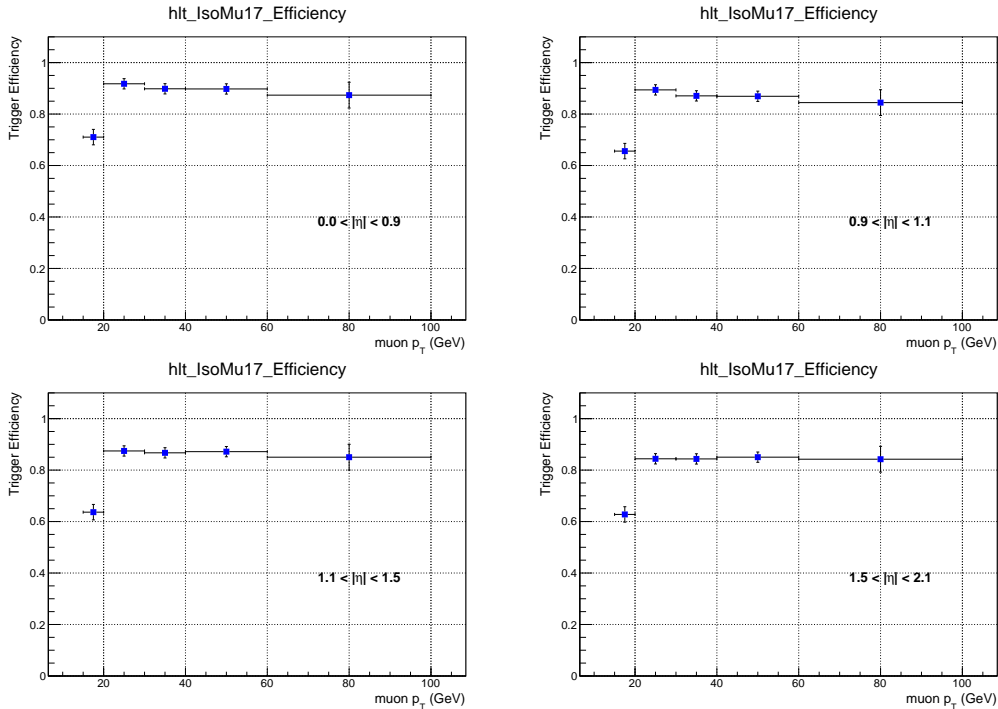 hlt_IsoMu17_Efficiency
Trigger Efficiency
1
0.8
0.6
0.4
0.2
0
0.0 < |η| < 0.9
20 40 60 80 100
muon p_T (GeV)
hlt_IsoMu17_Efficiency
Trigger Efficiency
1
0.8
0.6
0.4
0.2
0
0.9 < |η| < 1.1
20 40 60 80 100
muon p_T (GeV)
hlt_IsoMu17_Efficiency
Trigger Efficiency
1
0.8
0.6
0.4
0.2
0
1.1 < |η| < 1.5
20 40 60 80 100
muon p_T (GeV)
hlt_IsoMu17_Efficiency
Trigger Efficiency
1
0.8
0.6
0.4
0.2
0
1.5 < |η| < 2.1
20 40 60 80 100
muon p_T (GeV)